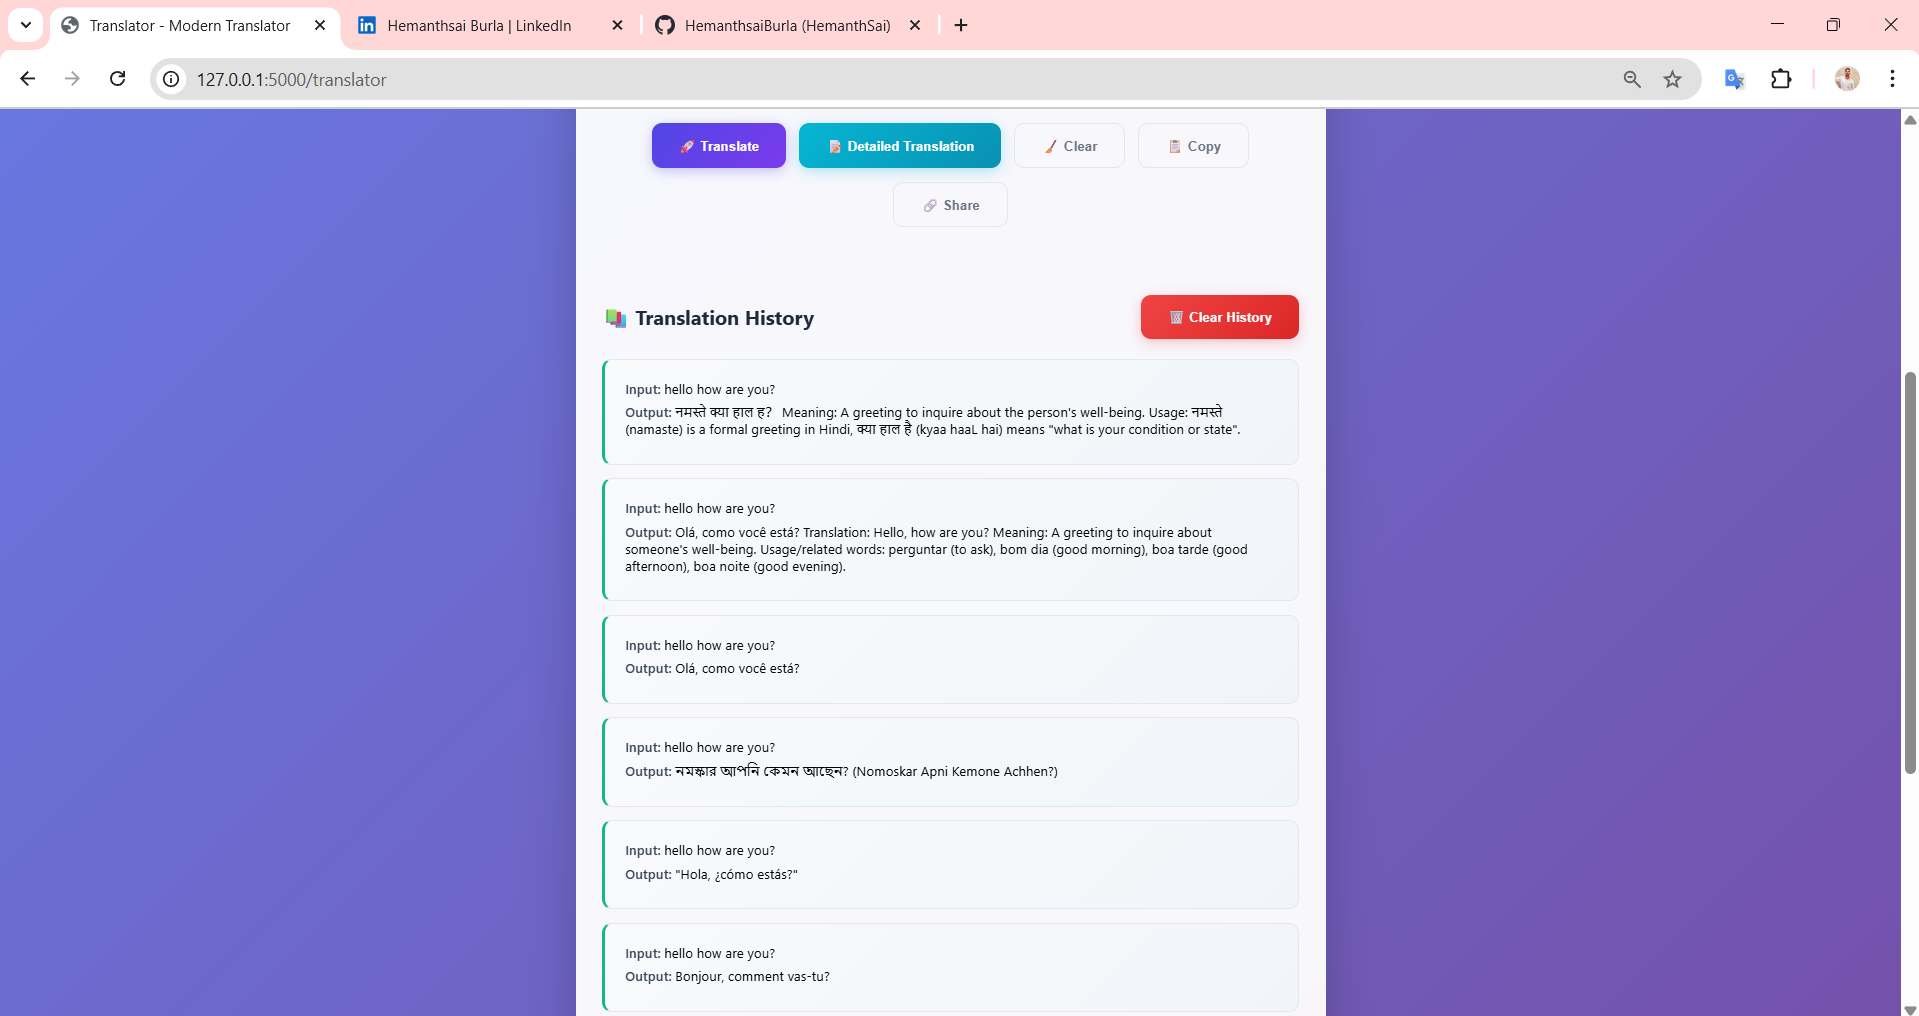 Translator - Modern Translator
Hemanthsai Burla | LinkedIn
HemanthsaiBurla (HemanthSai)
127.0.0.1:5000/translator
🚀 Translate
📝 Detailed Translation
🧹 Clear
📋 Copy
🔗 Share
📚 Translation History
🗑️ Clear History
Input: hello how are you?
Output: नमस्ते क्या हाल ह? Meaning: A greeting to inquire about the person's well-being. Usage: नमस्ते
(namaste) is a formal greeting in Hindi, क्या हाल है (kyaa haaL hai) means "what is your condition or state".
Input: hello how are you?
Output: Olá, como você está? Translation: Hello, how are you? Meaning: A greeting to inquire about
someone's well-being. Usage/related words: perguntar (to ask), bom dia (good morning), boa tarde (good
afternoon), boa noite (good evening).
Input: hello how are you?
Output: Olá, como você está?
Input: hello how are you?
Output: নমস্কার আপনি কেমন আছেন? (Nomoskar Apni Kemone Achhen?)
Input: hello how are you?
Output: "Hola, ¿cómo estás?"
Input: hello how are you?
Output: Bonjour, comment vas-tu?